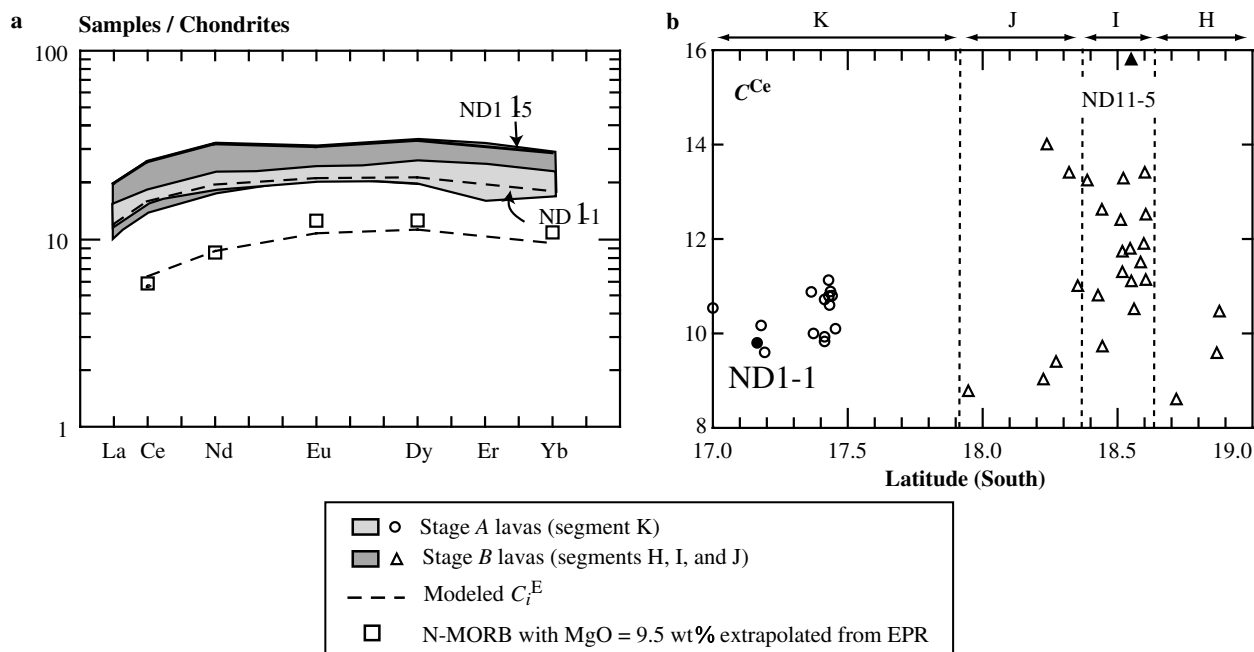 a
Samples / Chondrites
100
10
1
La Ce Nd Eu Dy Er Yb
ND1 1-5
ND 1-1
b
K J I H
16
14
12
10
8
C^Ce
ND11-5
ND1-1
17.0 17.5 18.0 18.5 19.0
Latitude (South)
Stage A lavas (segment K)
Stage B lavas (segments H, I, and J)
Modeled C_i^E
N-MORB with MgO = 9.5 wt% extrapolated from EPR